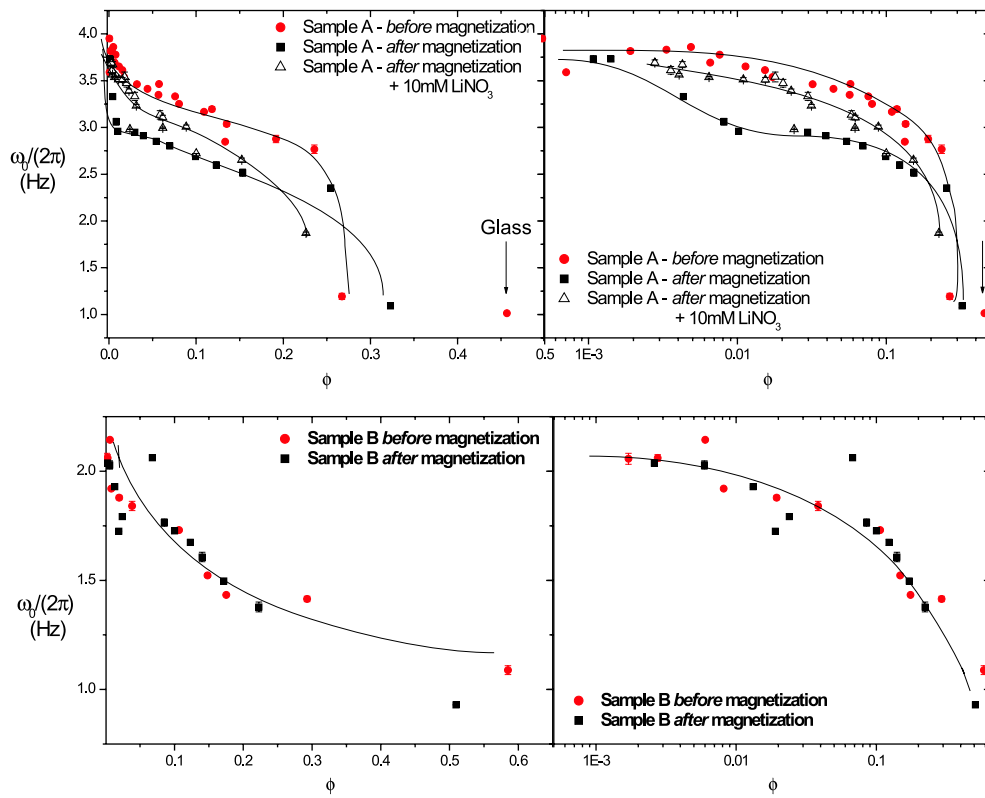 Sample A - before magnetization
Sample A - after magnetization
Sample A - after magnetization
+ 10mM LiNO3
4.0
3.5
3.0
2.5
2.0
1.5
1.0
ω0/(2π)
(Hz)
Glass
0.0
0.1
0.2
0.3
0.4
0.5
ϕ
Sample A - before magnetization
Sample A - after magnetization
Sample A - after magnetization
+ 10mM LiNO3
1E-3
0.01
0.1
ϕ
Sample B before magnetization
Sample B after magnetization
2.0
1.5
1.0
ω0/(2π)
(Hz)
0.0
0.1
0.2
0.3
0.4
0.5
0.6
ϕ
Sample B before magnetization
Sample B after magnetization
1E-3
0.01
0.1
ϕ